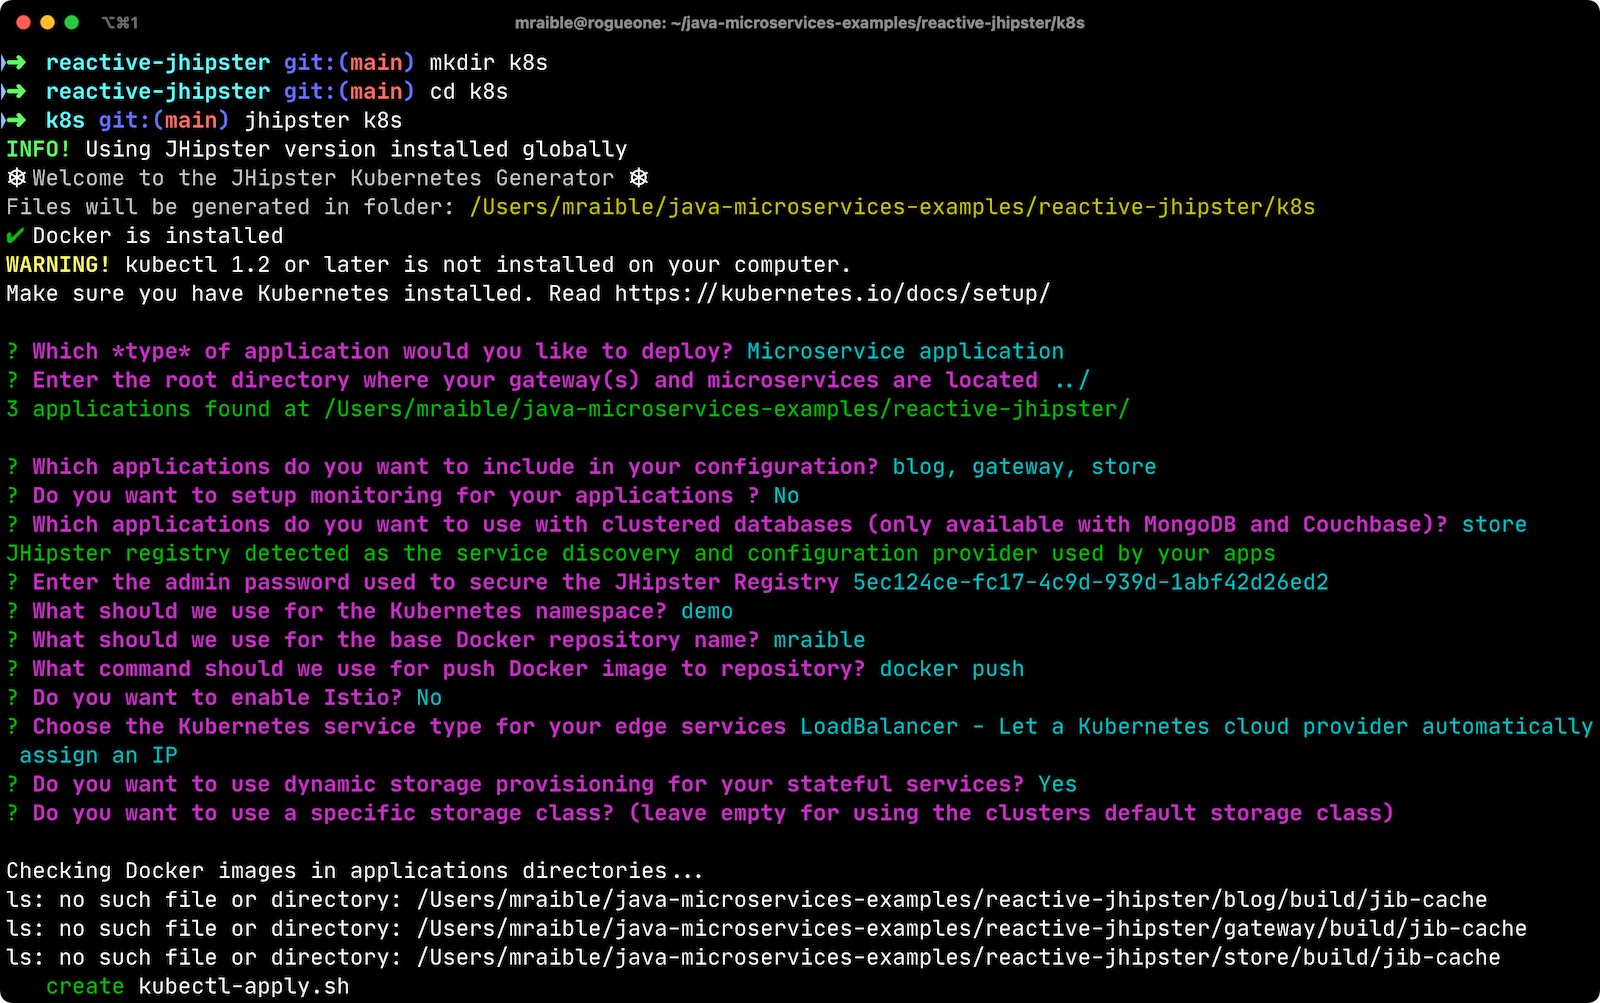 ⌥⌘1 mraible@rogueone: ~/java-microservices-examples/reactive-jhipster/k8s
➜ reactive-jhipster git:(main) mkdir k8s
➜ reactive-jhipster git:(main) cd k8s
➜ k8s git:(main) jhipster k8s
INFO! Using JHipster version installed globally
⎈ Welcome to the JHipster Kubernetes Generator ⎈
Files will be generated in folder: /Users/mraible/java-microservices-examples/reactive-jhipster/k8s
✔ Docker is installed
WARNING! kubectl 1.2 or later is not installed on your computer.
Make sure you have Kubernetes installed. Read https://kubernetes.io/docs/setup/
? Which *type* of application would you like to deploy? Microservice application
? Enter the root directory where your gateway(s) and microservices are located ../
3 applications found at /Users/mraible/java-microservices-examples/reactive-jhipster/
? Which applications do you want to include in your configuration? blog, gateway, store
? Do you want to setup monitoring for your applications ? No
? Which applications do you want to use with clustered databases (only available with MongoDB and Couchbase)? store
JHipster registry detected as the service discovery and configuration provider used by your apps
? Enter the admin password used to secure the JHipster Registry 5ec124ce-fc17-4c9d-939d-1abf42d26ed2
? What should we use for the Kubernetes namespace? demo
? What should we use for the base Docker repository name? mraible
? What command should we use for push Docker image to repository? docker push
? Do you want to enable Istio? No
? Choose the Kubernetes service type for your edge services LoadBalancer - Let a Kubernetes cloud provider automatically
assign an IP
? Do you want to use dynamic storage provisioning for your stateful services? Yes
? Do you want to use a specific storage class? (leave empty for using the clusters default storage class)
Checking Docker images in applications directories...
ls: no such file or directory: /Users/mraible/java-microservices-examples/reactive-jhipster/blog/build/jib-cache
ls: no such file or directory: /Users/mraible/java-microservices-examples/reactive-jhipster/gateway/build/jib-cache
ls: no such file or directory: /Users/mraible/java-microservices-examples/reactive-jhipster/store/build/jib-cache
create kubectl-apply.sh